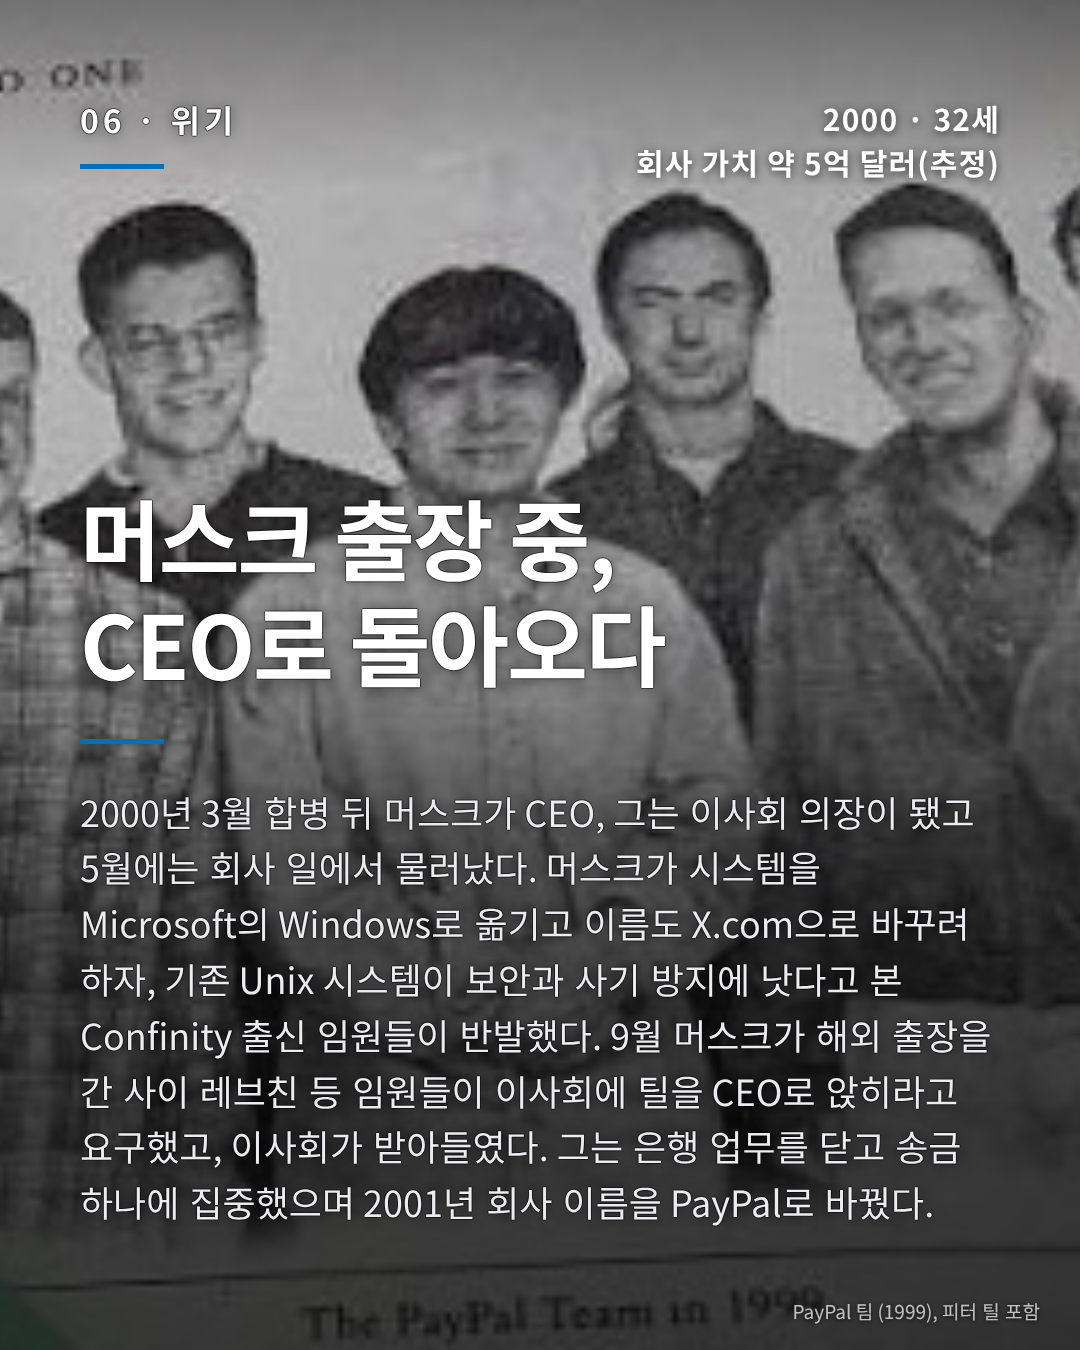 ONE
06 · 위기
2000 · 32세
회사 가치 약 5억 달러(추정)
머스크 출장 중,
CEO로 돌아오다
2000년 3월 합병 뒤 머스크가 CEO, 그는 이사회 의장이 됐고
5월에는 회사 일에서 물러났다. 머스크가 시스템을
Microsoft의 Windows로 옮기고 이름도 X.com으로 바꾸려
하자, 기존 Unix 시스템이 보안과 사기 방지에 낫다고 본
Confinity 출신 임원들이 반발했다. 9월 머스크가 해외 출장을
간 사이 레브친 등 임원들이 이사회에 틸을 CEO로 앉히라고
요구했고, 이사회가 받아들였다. 그는 은행 업무를 닫고 송금
하나에 집중했으며 2001년 회사 이름을 PayPal로 바꿨다.
The PayPal Team in 1999
PayPal 팀 (1999), 피터 틸 포함